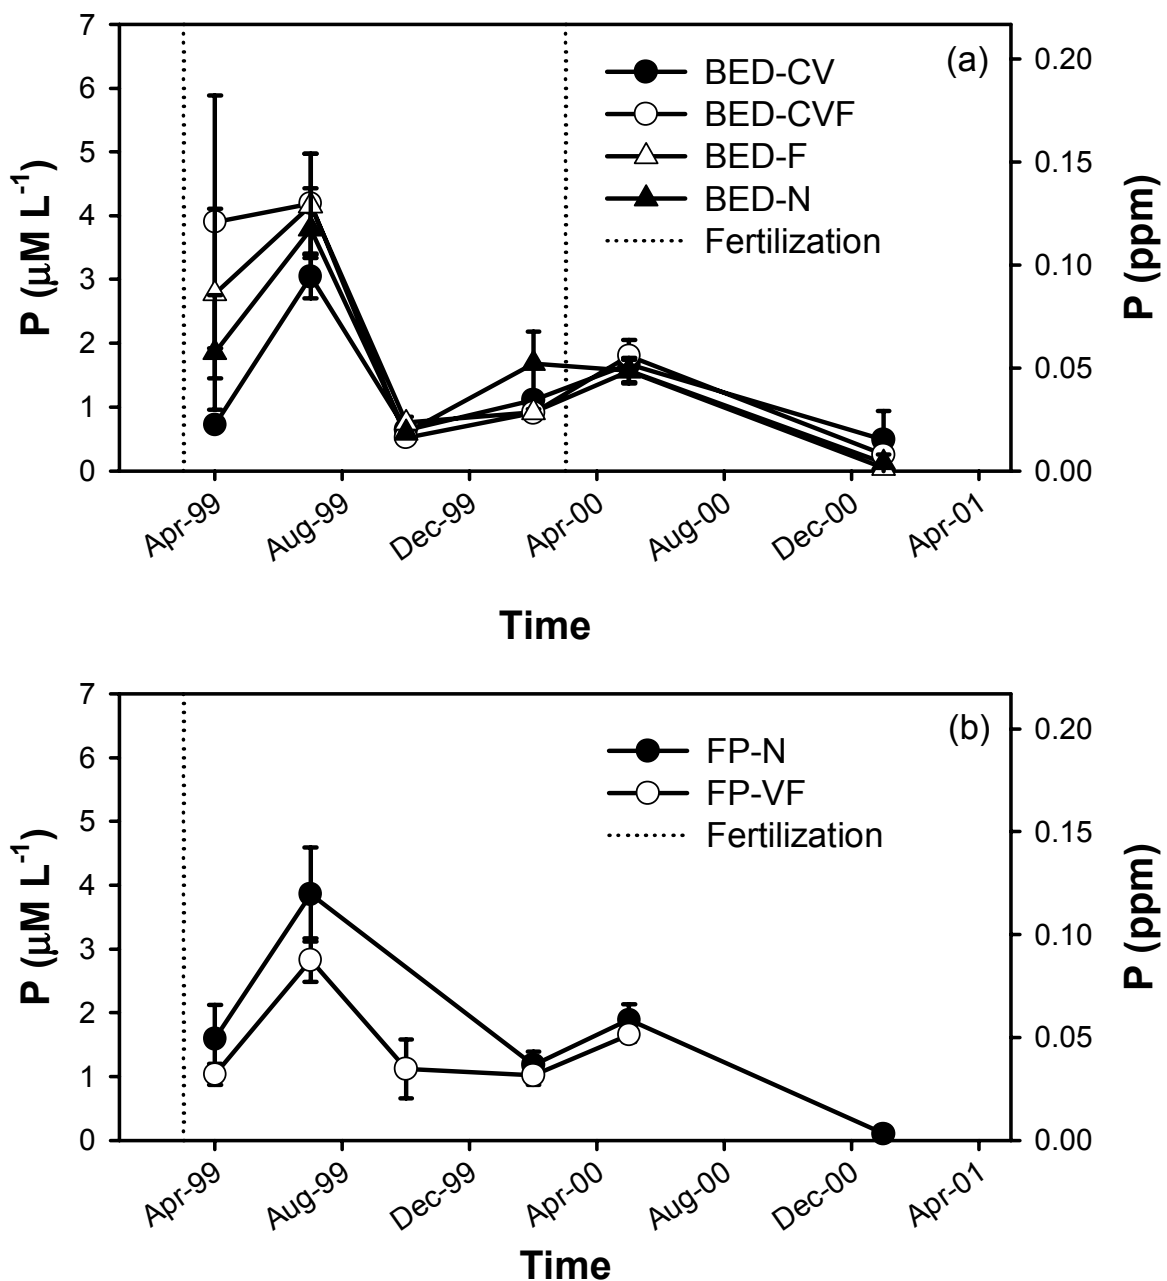 7
6
5
4
3
2
1
0
P (μM L⁻¹)
(a)
BED-CV
BED-CVF
BED-F
BED-N
Fertilization
0.20
0.15
0.10
0.05
0.00
P (ppm)
Apr-99
Aug-99
Dec-99
Apr-00
Aug-00
Dec-00
Apr-01
Time
7
6
5
4
3
2
1
0
P (μM L⁻¹)
(b)
FP-N
FP-VF
Fertilization
0.20
0.15
0.10
0.05
0.00
P (ppm)
Apr-99
Aug-99
Dec-99
Apr-00
Aug-00
Dec-00
Apr-01
Time